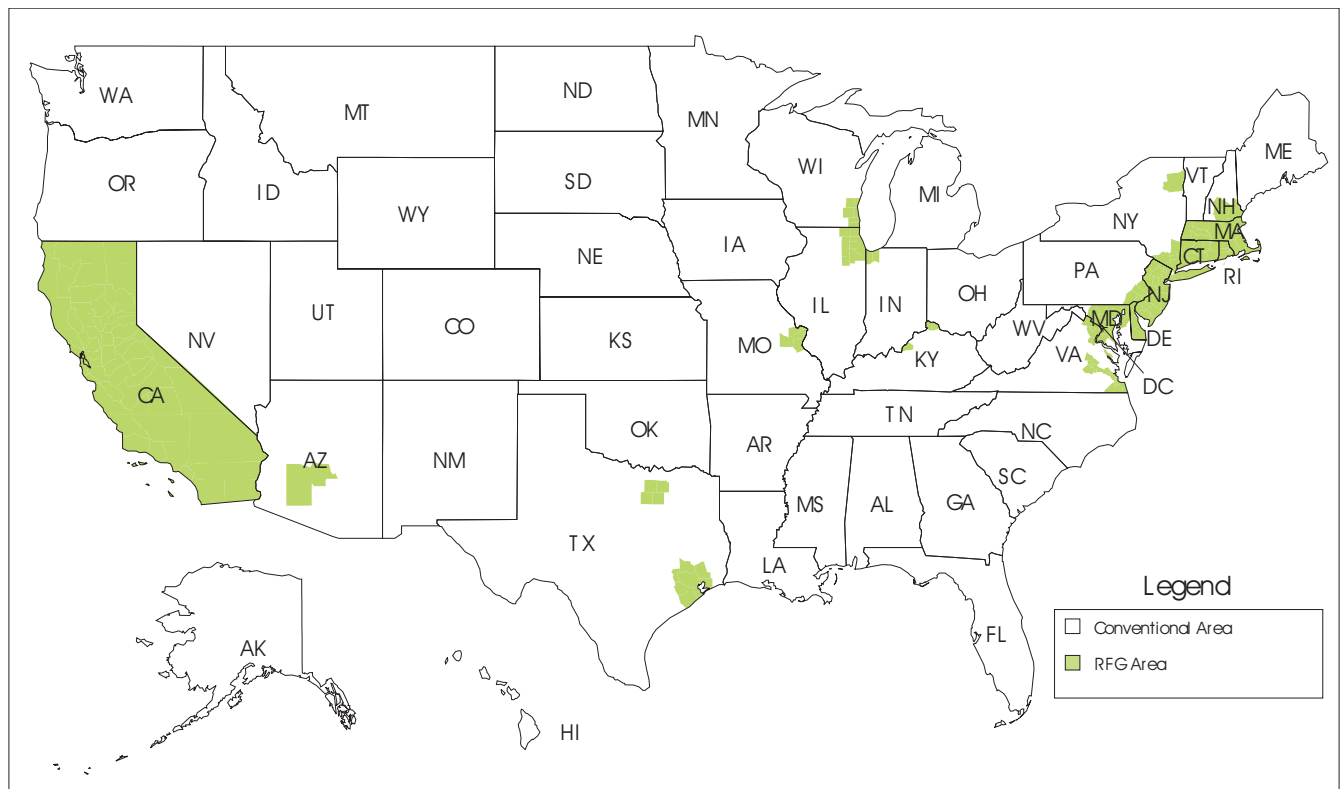 WA
MT
ND
MN
ME
VT
WI
OR
ID
SD
MI
NH
NY
WY
MA
IA
NE
CT
PA
RI
OH
NJ
UT
IL
IN
CO
MD
NV
WV
DE
KS
MO
VA
KY
DC
CA
TN
OK
NC
AR
AZ
NM
SC
MS
AL
GA
TX
LA
Legend
Conventional Area
FL
AK
RFG Area
HI